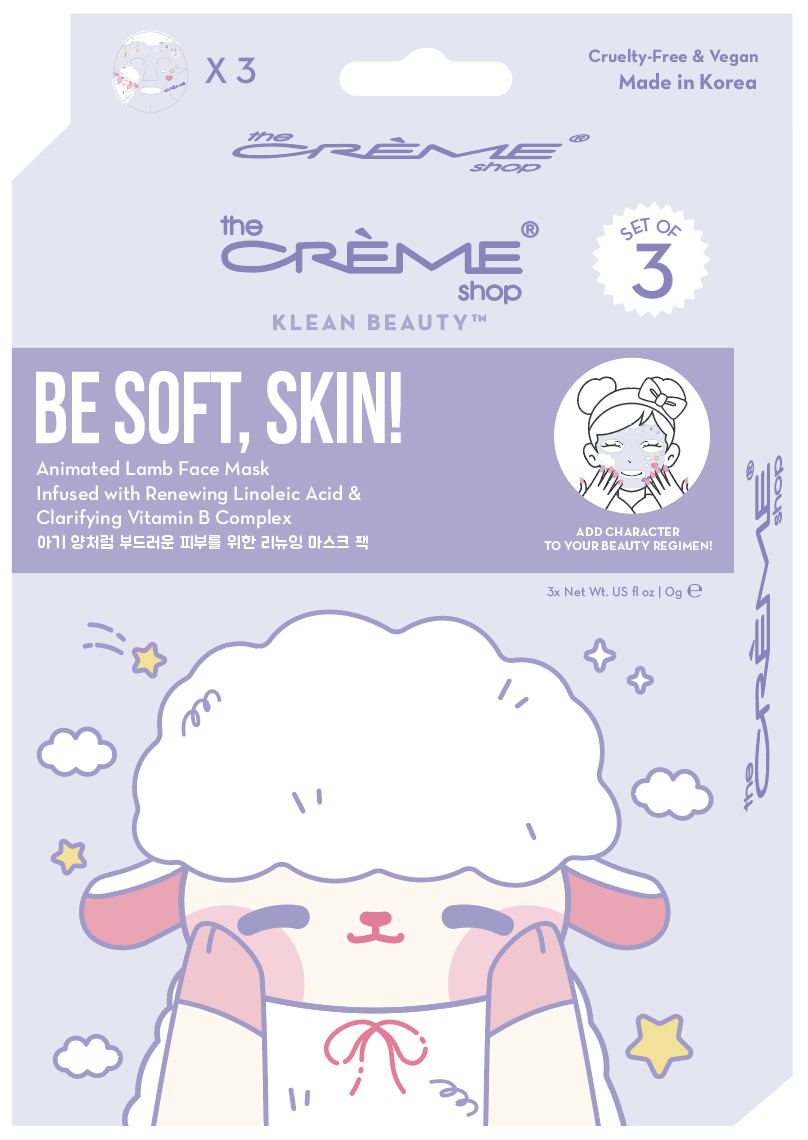 X 3
Cruelty-Free & Vegan
Made in Korea
the
CRÈME®
shop
the
CRÈME®
shop
KLEAN BEAUTY™
SET OF
3
BE SOFT, SKIN!
Animated Lamb Face Mask
Infused with Renewing Linoleic Acid &
Clarifying Vitamin B Complex
아기 양처럼 부드러운 피부를 위한 리뉴잉 마스크 팩
ADD CHARACTER
TO YOUR BEAUTY REGIMEN!
3x Net Wt. US fl oz | 0g ℮
the
CRÈME®
shop